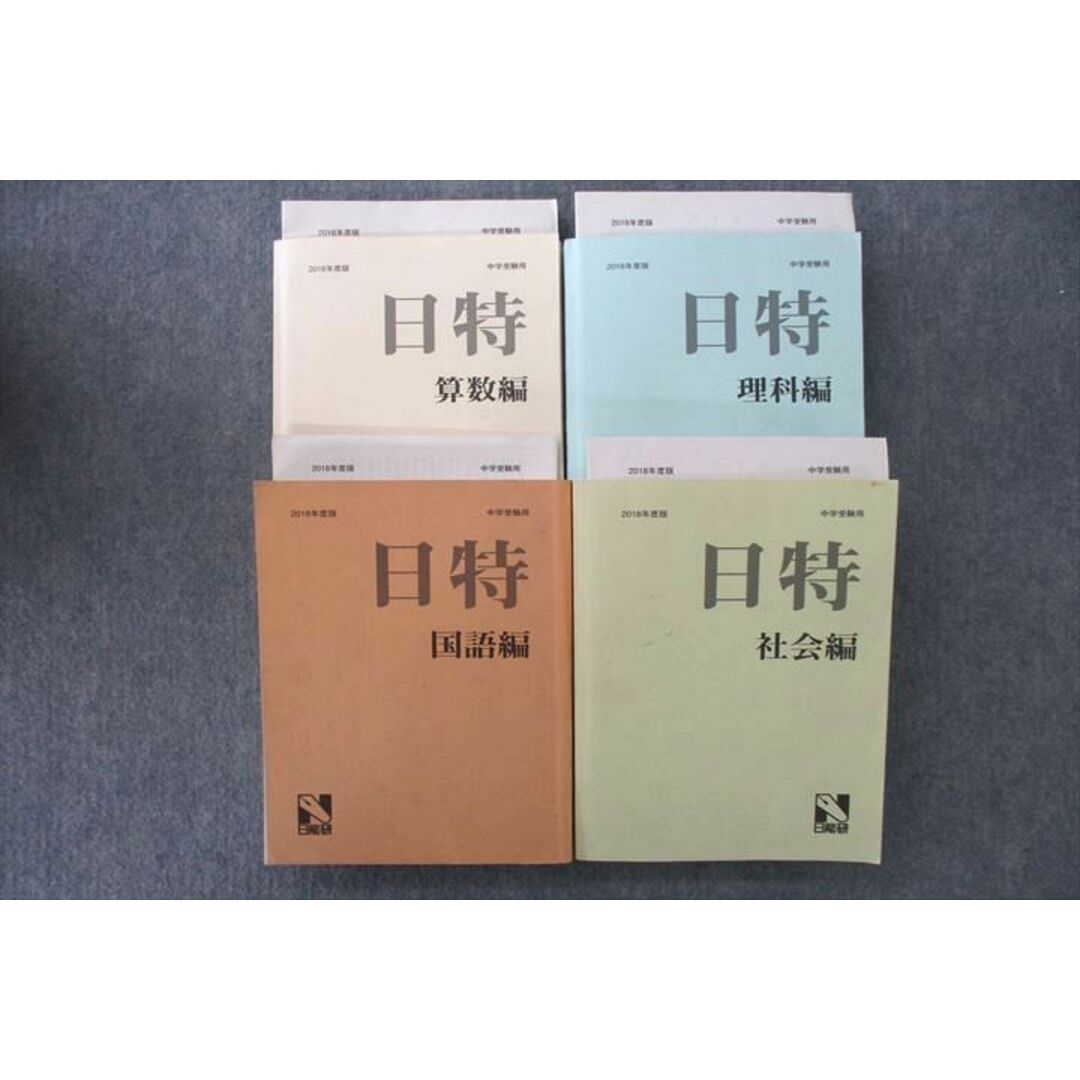 2018年度版 中学受験用
2018年度版 中学受験用
日特
算数編
2018年度版 中学受験用
2018年度版 中学受験用
日特
理科編
2018年度版 中学受験用
2018年度版 中学受験用
日特
国語編
日能研
2018年度版 中学受験用
2018年度版 中学受験用
日特
社会編
日能研